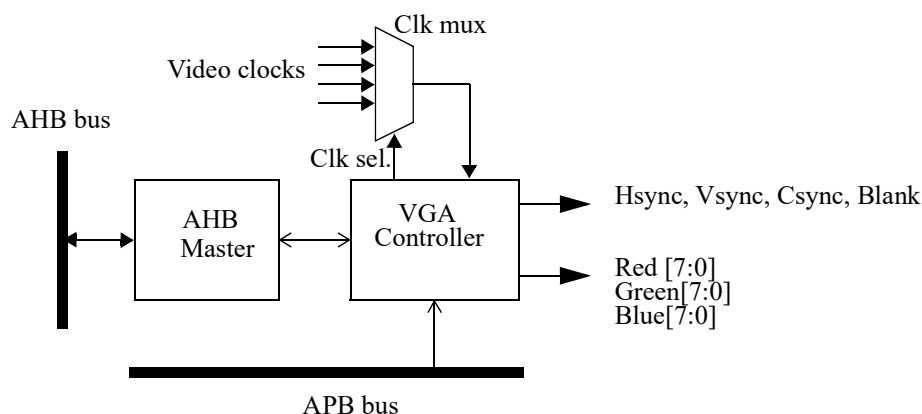 Clk mux
Video clocks
AHB bus
Clk sel.
AHB
Master
VGA
Controller
Hsync, Vsync, Csync, Blank
Red [7:0]
Green[7:0]
Blue[7:0]
APB bus